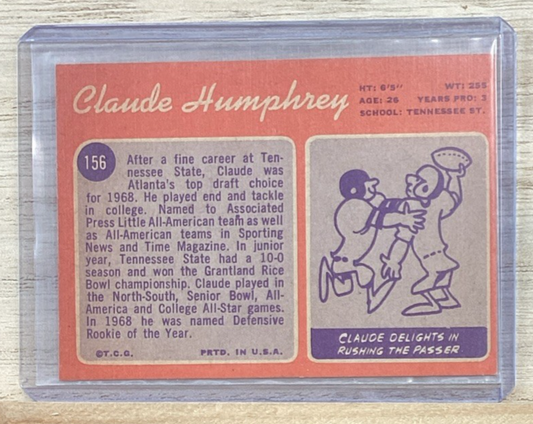 Claude Humphrey
HT: 6'5" WT: 255
AGE: 26 YEARS PRO: 3
SCHOOL: TENNESSEE ST.
156
After a fine career at Ten-
nessee State, Claude was
Atlanta's top draft choice
for 1968. He played end and tackle
in college. Named to Associated
Press Little All-American team as well
as All-American teams in Sporting
News and Time Magazine. In junior
year, Tennessee State had a 10-0
season and won the Grantland Rice
Bowl championship. Claude played in
the North-South, Senior Bowl, All-
America and College All-Star games.
In 1968 he was named Defensive
Rookie of the Year.
©T.C.G. PRTD. IN U.S.A.
CLAUDE DELIGHTS IN
RUSHING THE PASSER